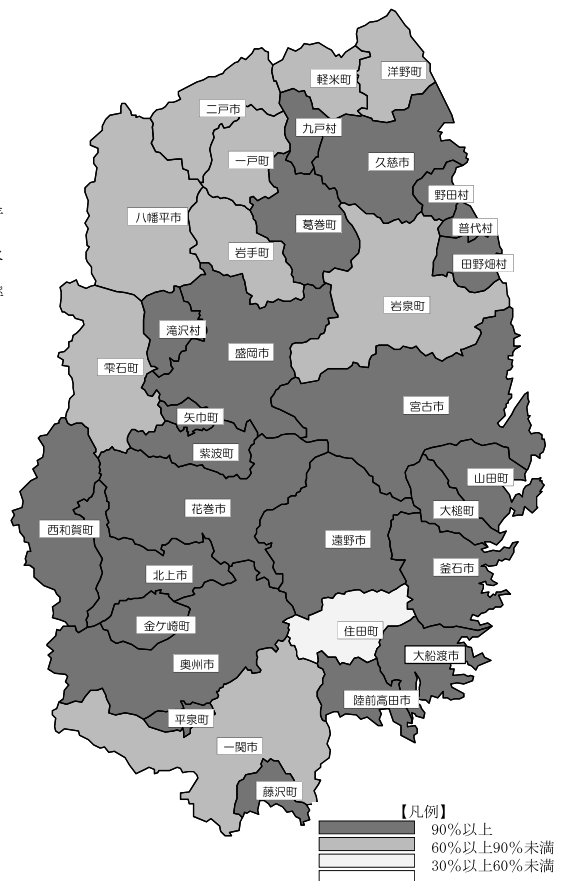 洋野町
軽米町
二戸市
九戸村
一戸町
久慈市
野田村
八幡平市
葛巻町
普代村
岩手町
田野畑村
岩泉町
滝沢村
盛岡市
雫石町
宮古市
矢巾町
紫波町
山田町
花巻市
大槌町
西和賀町
遠野市
釜石市
北上市
金ケ崎町
住田町
大船渡市
奥州市
陸前高田市
平泉町
一関市
藤沢町
【凡例】
90%以上
60%以上90%未満
30%以上60%未満